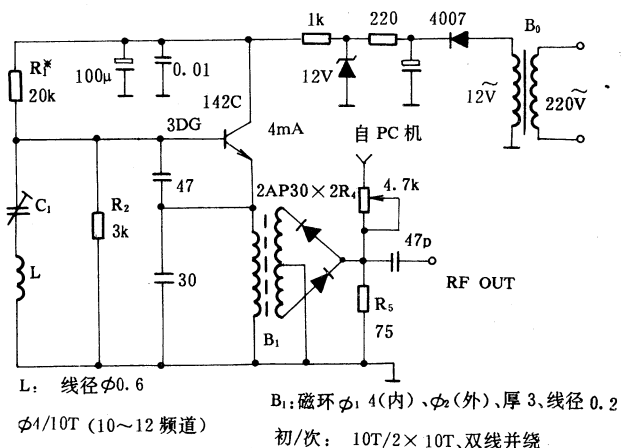 1k
220
4007
B₀
R₁*
20k
100μ
0.01
12V
12V~
220V~
142C
3DG
4mA
自PC机
C₁
R₂
3k
47
2AP30×2
R₄
4.7k
47p
RF OUT
L
30
R₅
75
B₁
L: 线径φ0.6
φ4/10T (10～12频道)
B₁:磁环φ₁ 4(内)、φ₂(外)、厚3、线径0.2
初/次: 10T/2×10T、双线并绕